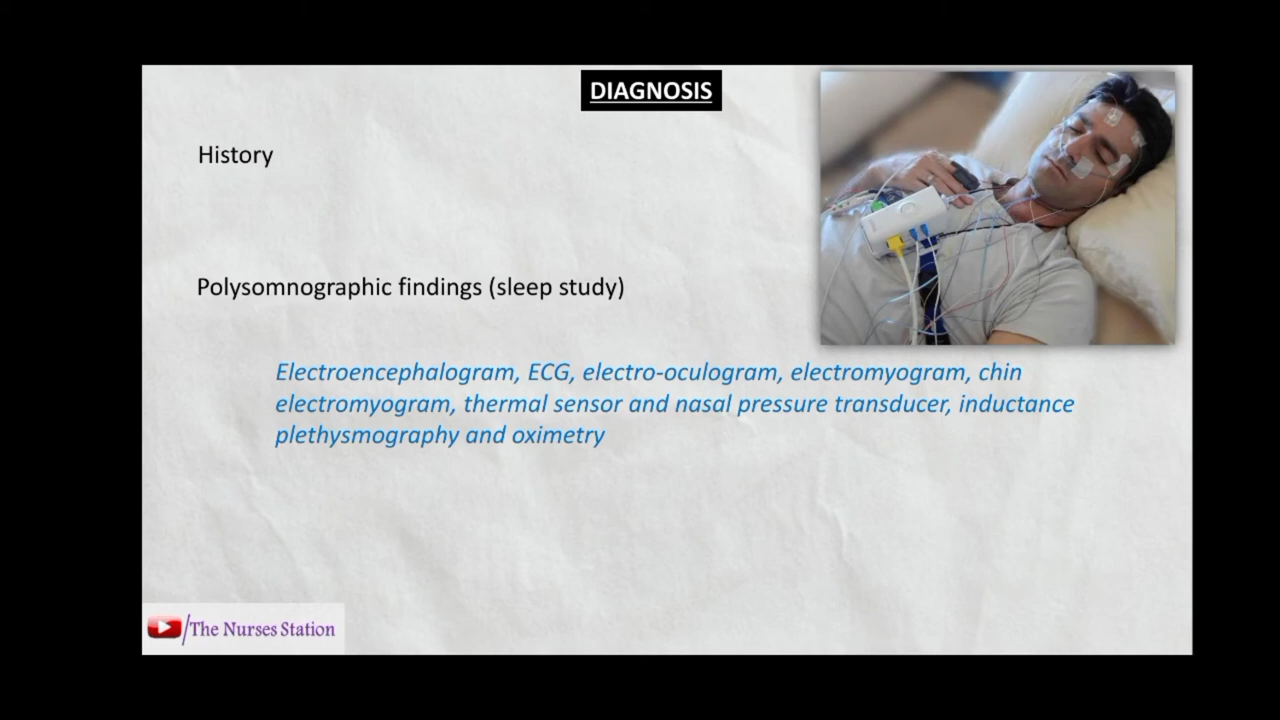 DIAGNOSIS
History
Polysomnographic findings (sleep study)
Electroencephalogram, ECG, electro-oculogram, electromyogram, chin
electromyogram, thermal sensor and nasal pressure transducer, inductance
plethysmography and oximetry
The Nurses Station